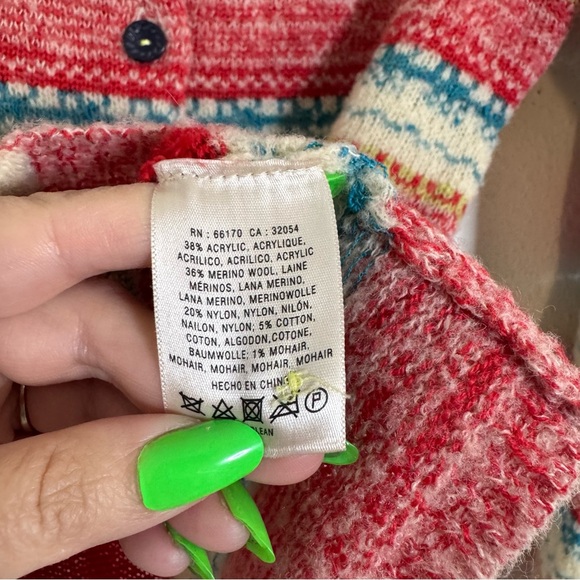 RN : 66170 CA : 32054
38% ACRYLIC, ACRYLIQUE,
ACRILICO, ACRILICO, ACRYLIC
36% MERINO WOOL, LAINE
MÉRINOS, LANA MERINO,
LANA MERINO, MERINOWOLLE
20% NYLON, NYLON, NILÓN,
NAILON, NYLON; 5% COTTON,
COTON, ALGODON,COTONE,
BAUMWOLLE; 1% MOHAIR,
MOHAIR, MOHAIR, MOHAIR, MOHAIR
HECHO EN CHINA
P